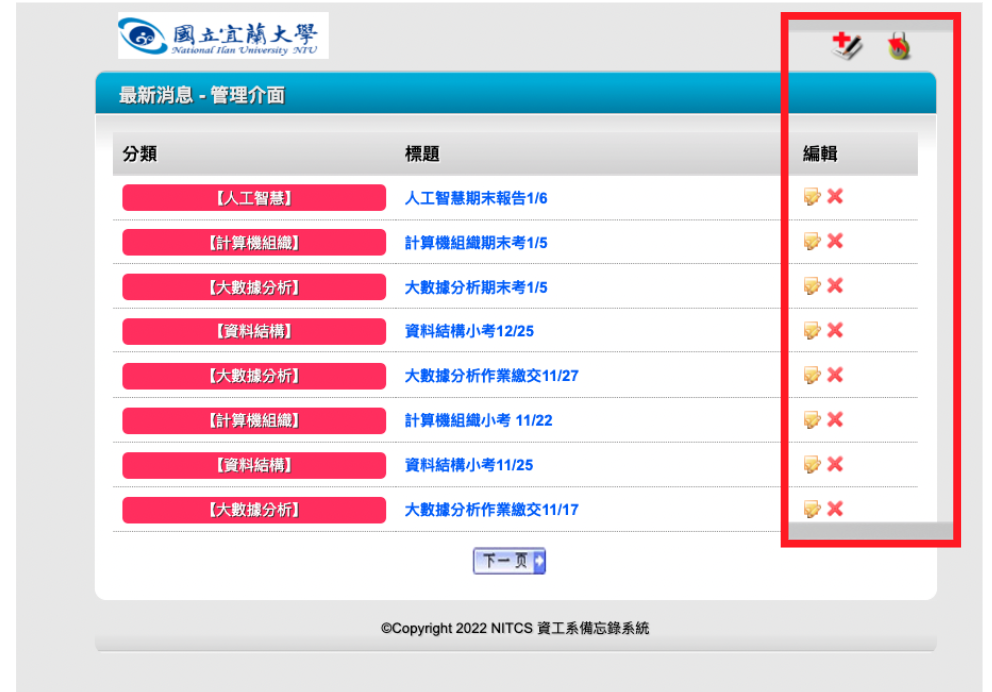 國立宜蘭大學
National Ilan University NIU
最新消息 - 管理介面
分類 標題 編輯
【人工智慧】 人工智慧期末報告1/6
【計算機組織】 計算機組織期末考1/5
【大數據分析】 大數據分析期末考1/5
【資料結構】 資料結構小考12/25
【大數據分析】 大數據分析作業繳交11/27
【計算機組織】 計算機組織小考 11/22
【資料結構】 資料結構小考11/25
【大數據分析】 大數據分析作業繳交11/17
下一页
©Copyright 2022 NITCS 資工系備忘錄系統